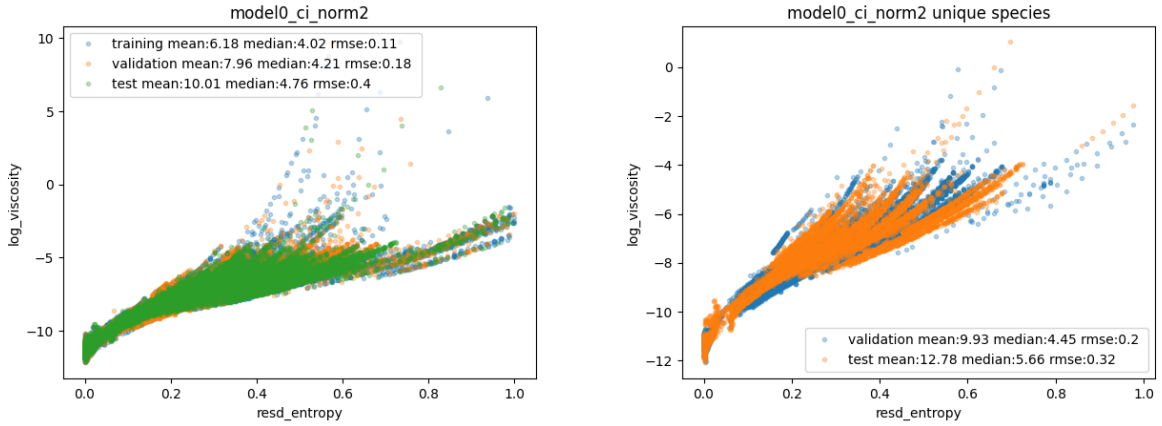 model0_ci_norm2
training mean:6.18 median:4.02 rmse:0.11
validation mean:7.96 median:4.21 rmse:0.18
test mean:10.01 median:4.76 rmse:0.4
10
5
0
−5
−10
log_viscosity
0.0 0.2 0.4 0.6 0.8 1.0
resd_entropy
model0_ci_norm2 unique species
0
−2
−4
−6
−8
−10
−12
log_viscosity
validation mean:9.93 median:4.45 rmse:0.2
test mean:12.78 median:5.66 rmse:0.32
0.0 0.2 0.4 0.6 0.8 1.0
resd_entropy